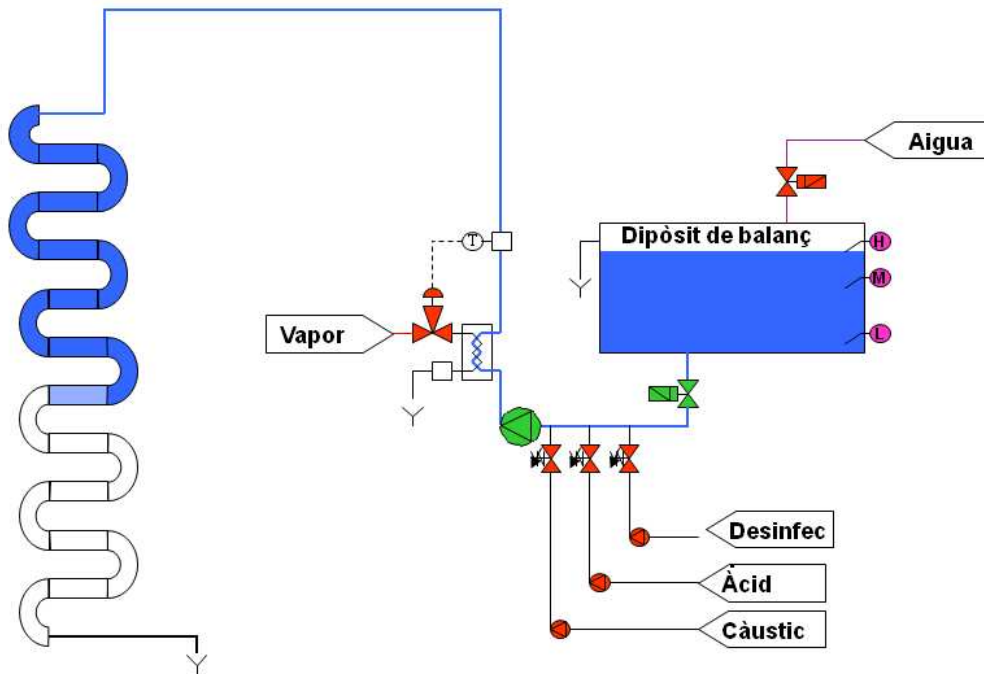 Aigua
Dipòsit de balanç
H
M
T
Vapor
L
Desinfec
Àcid
Càustic